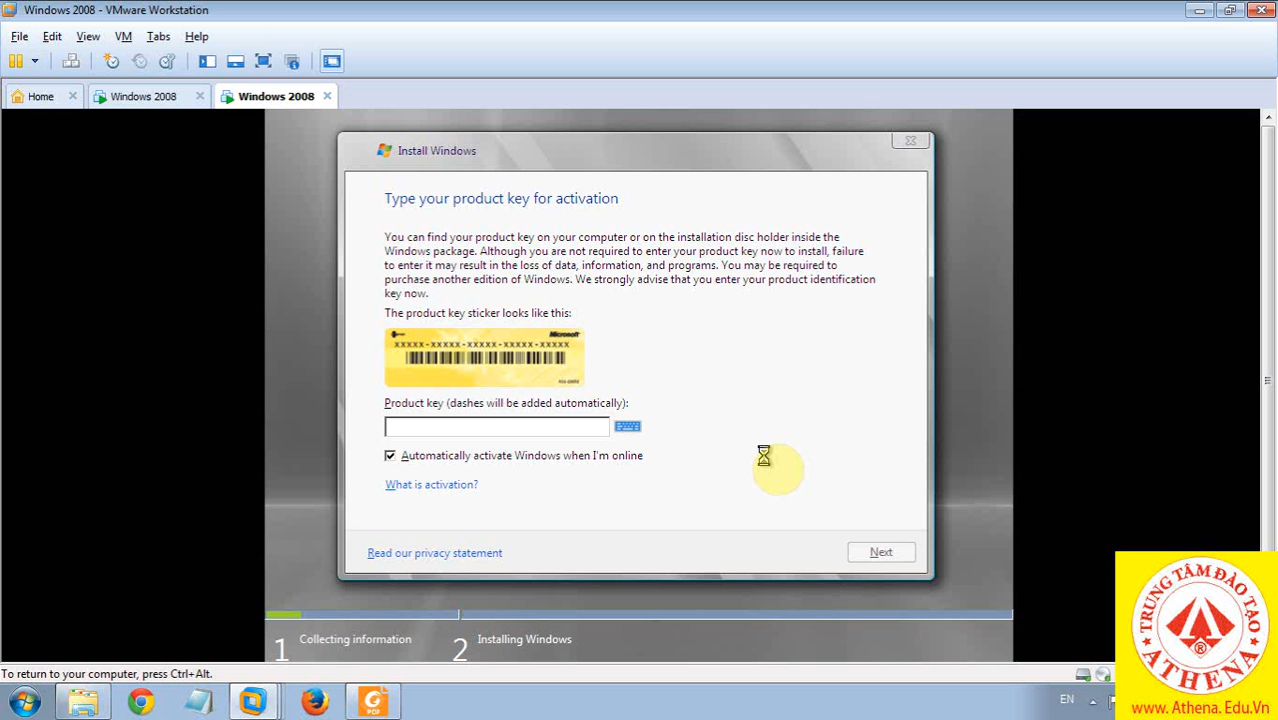 Windows 2008 - VMware Workstation
File Edit View VM Tabs Help
Home Windows 2008 Windows 2008
Install Windows
Type your product key for activation
You can find your product key on your computer or on the installation disc holder inside the
Windows package. Although you are not required to enter your product key now to install, failure
to enter it may result in the loss of data, information, and programs. You may be required to
purchase another edition of Windows. We strongly advise that you enter your product identification
key now.
The product key sticker looks like this:
Microsoft
XXXXX-XXXXX-XXXXX-XXXXX-XXXXX
Product key (dashes will be added automatically):
Automatically activate Windows when I'm online
What is activation?
Read our privacy statement
Next
1 Collecting information
2 Installing Windows
To return to your computer, press Ctrl+Alt.
PDF
EN
TRUNG TÂM ĐÀO TẠO
ATHENA
®
www.Athena.Edu.Vn